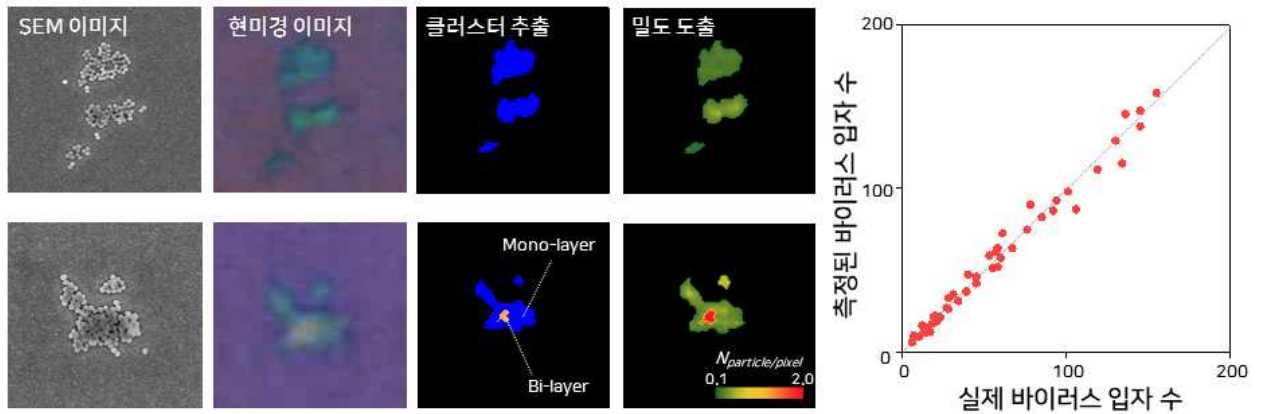 SEM 이미지
현미경 이미지
클러스터 추출
밀도 도출
Mono-layer
Bi-layer
N particle/pixel
0.1 2.0
측정된 바이러스 입자 수
200
100
0
0 100 200
실제 바이러스 입자 수